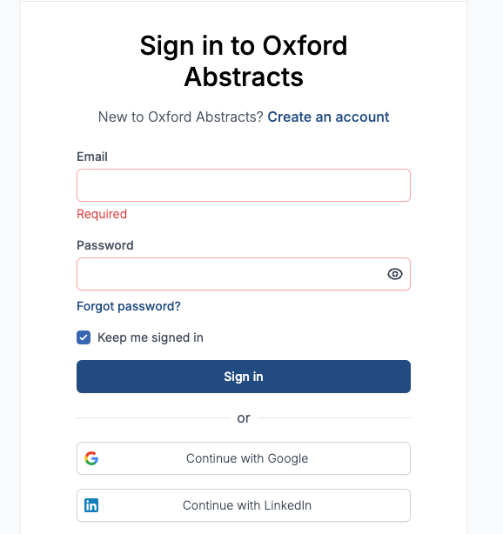 Sign in to Oxford
Abstracts
New to Oxford Abstracts? Create an account
Email
Required
Password
Forgot password?
Keep me signed in
Sign in
or
Continue with Google
in Continue with LinkedIn